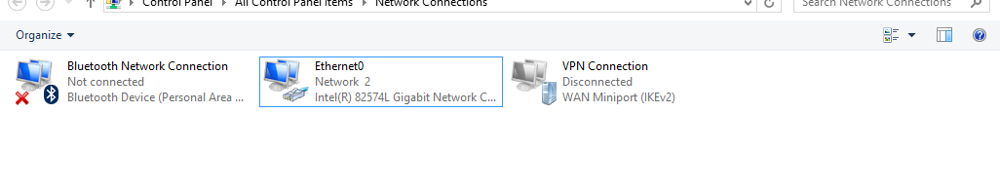 Control Panel All Control Panel Items Network Connections Search Network Connections
Organize
Bluetooth Network Connection
Not connected
Bluetooth Device (Personal Area ...
Ethernet0
Network 2
Intel(R) 82574L Gigabit Network C...
VPN Connection
Disconnected
WAN Miniport (IKEv2)